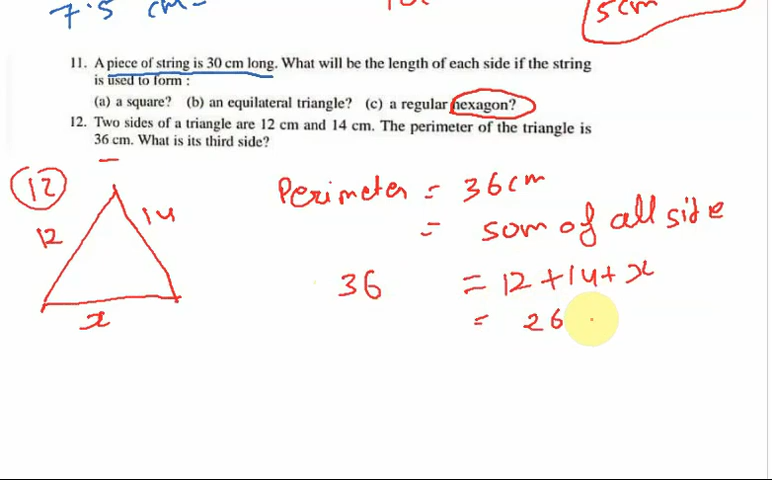 7.5 cm
5cm
11. A piece of string is 30 cm long. What will be the length of each side if the string
is used to form :
(a) a square? (b) an equilateral triangle? (c) a regular hexagon?
12. Two sides of a triangle are 12 cm and 14 cm. The perimeter of the triangle is
36 cm. What is its third side?
12
Perimeter = 36cm
= sum of all side
12
14
36 = 12 + 14 + x
x
= 26